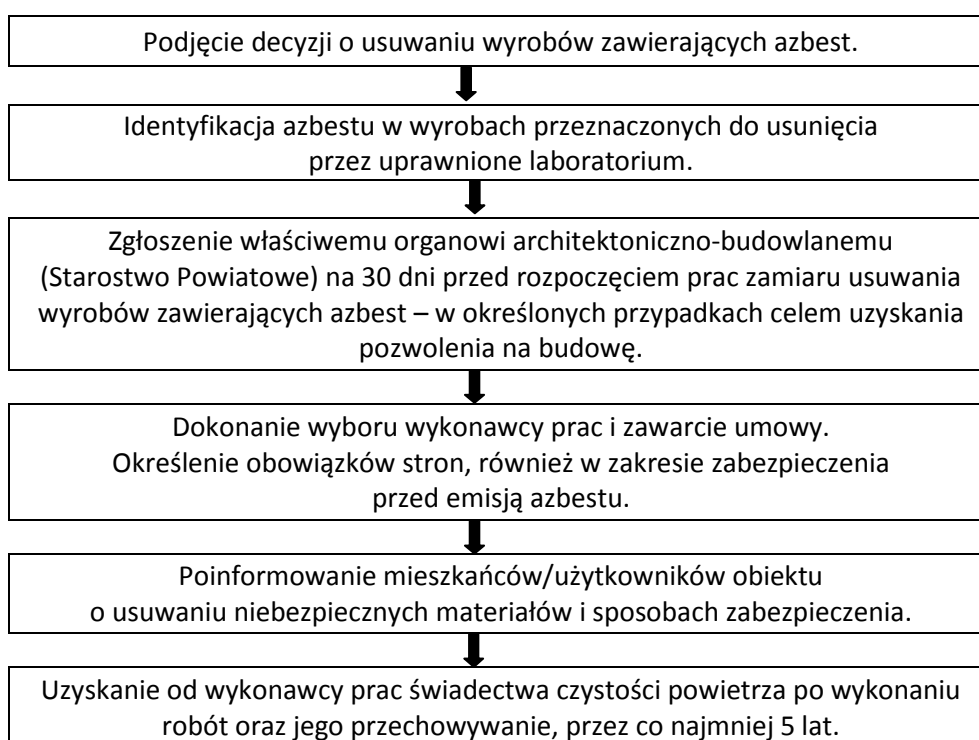 Podjęcie decyzji o usuwaniu wyrobów zawierających azbest.
Identyfikacja azbestu w wyrobach przeznaczonych do usunięcia
przez uprawnione laboratorium.
Zgłoszenie właściwemu organowi architektoniczno-budowlanemu
(Starostwo Powiatowe) na 30 dni przed rozpoczęciem prac zamiaru usuwania
wyrobów zawierających azbest – w określonych przypadkach celem uzyskania
pozwolenia na budowę.
Dokonanie wyboru wykonawcy prac i zawarcie umowy.
Określenie obowiązków stron, również w zakresie zabezpieczenia
przed emisją azbestu.
Poinformowanie mieszkańców/użytkowników obiektu
o usuwaniu niebezpiecznych materiałów i sposobach zabezpieczenia.
Uzyskanie od wykonawcy prac świadectwa czystości powietrza po wykonaniu
robót oraz jego przechowywanie, przez co najmniej 5 lat.